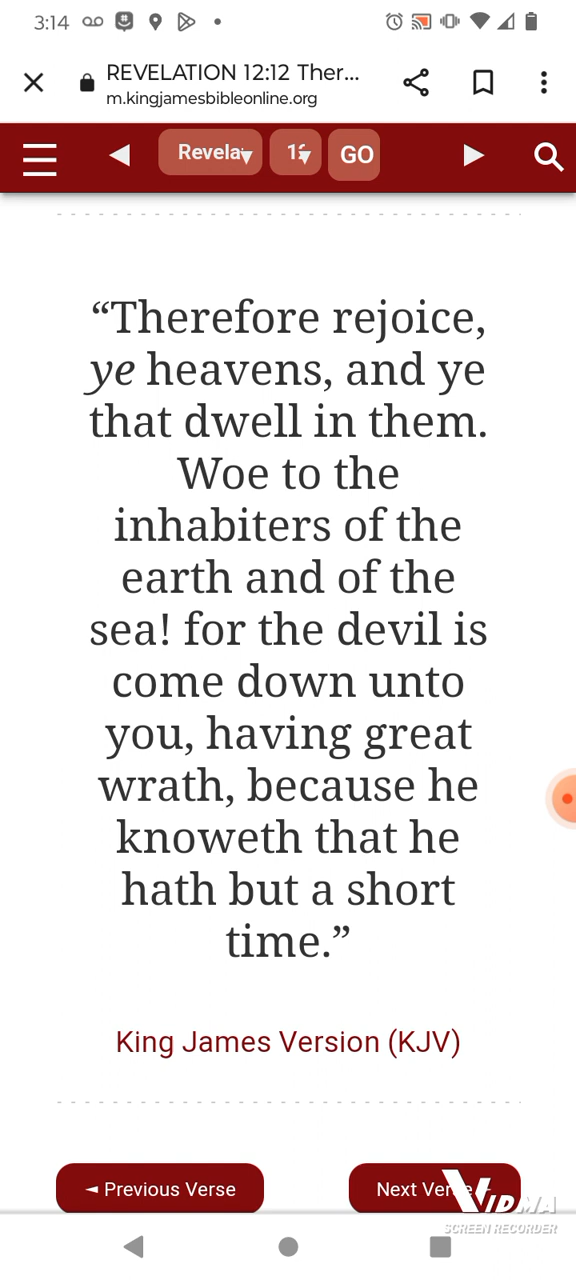 3:14
REVELATION 12:12 Ther...
m.kingjamesbibleonline.org
GO
“Therefore rejoice,
ye heavens, and ye
that dwell in them.
Woe to the
inhabiters of the
earth and of the
sea! for the devil is
come down unto
you, having great
wrath, because he
knoweth that he
hath but a short
time.”
King James Version (KJV)
◄ Previous Verse
Next
VIDMA
SCREEN RECORDER